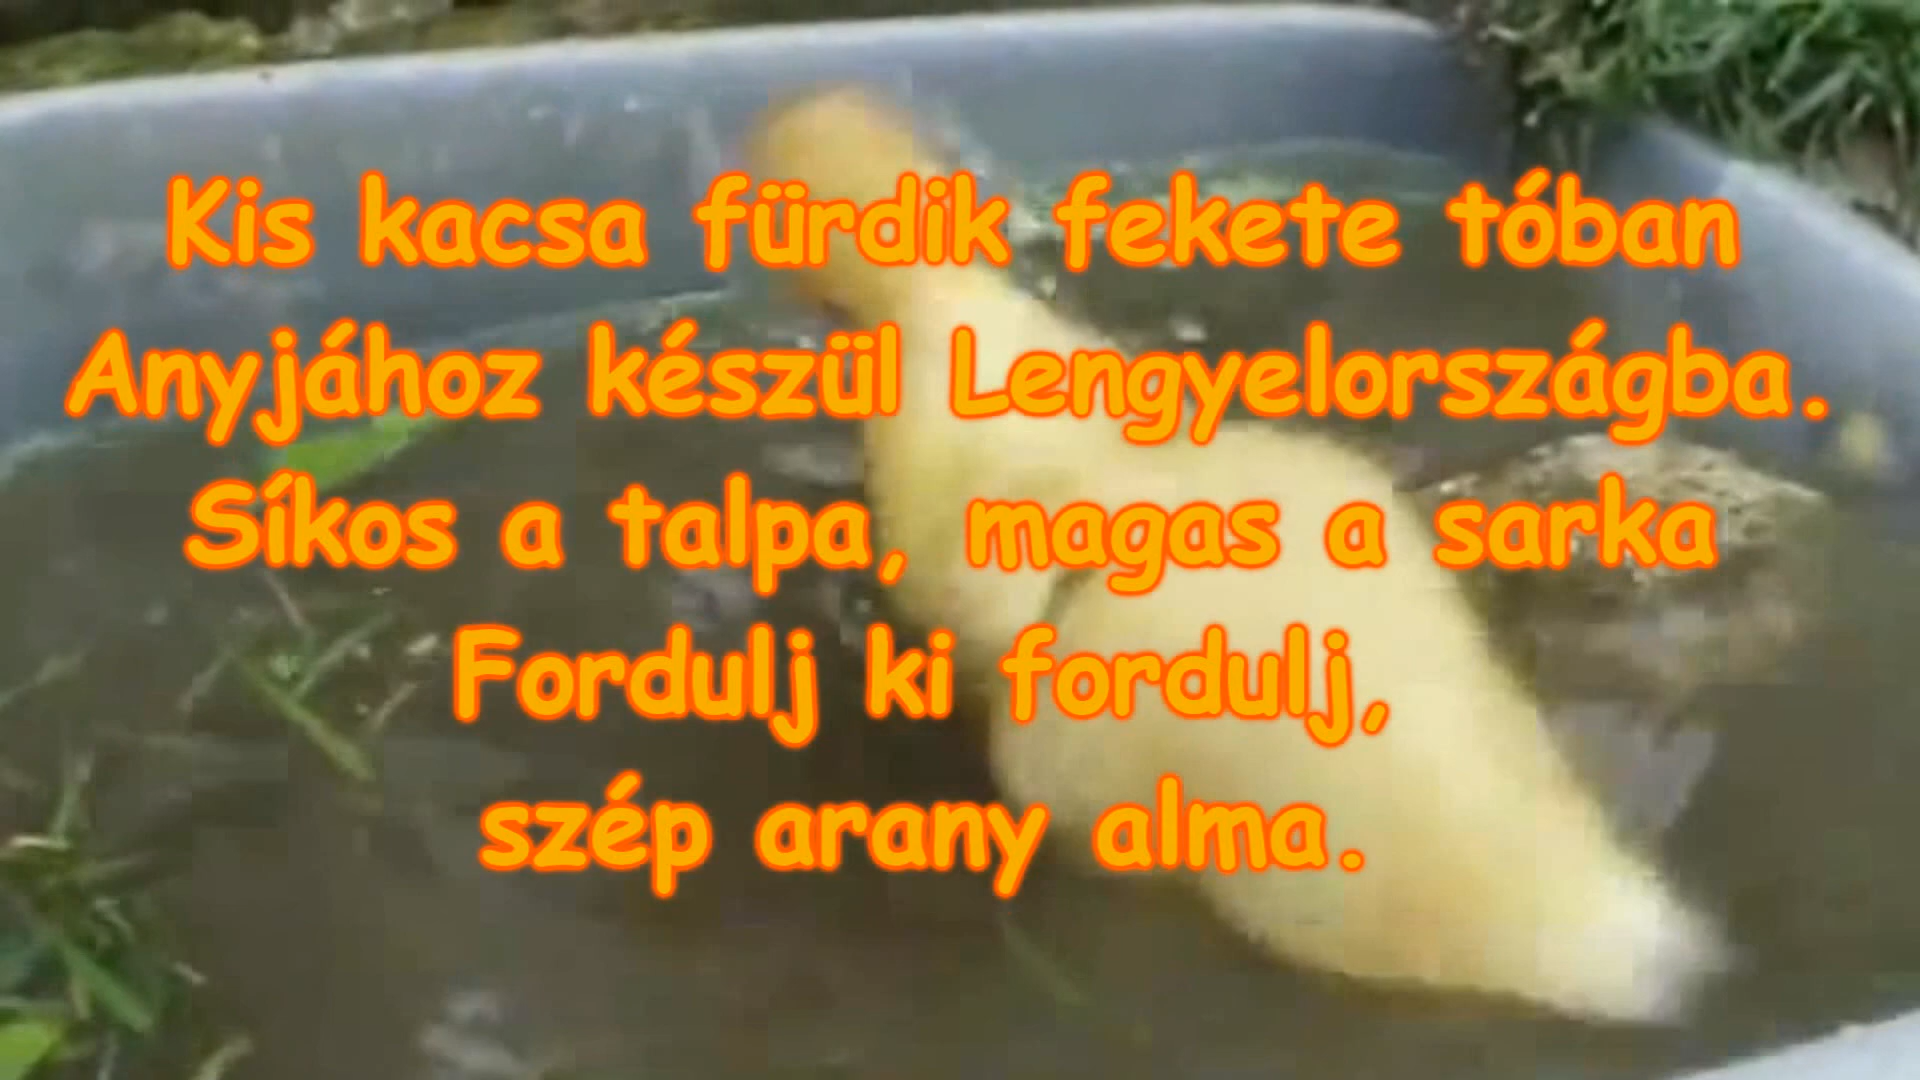 Kis kacsa fürdik fekete tóban
Anyjához készül Lengyelországba.
Síkos a talpa, magas a sarka
Fordulj ki fordulj,
szép arany alma.